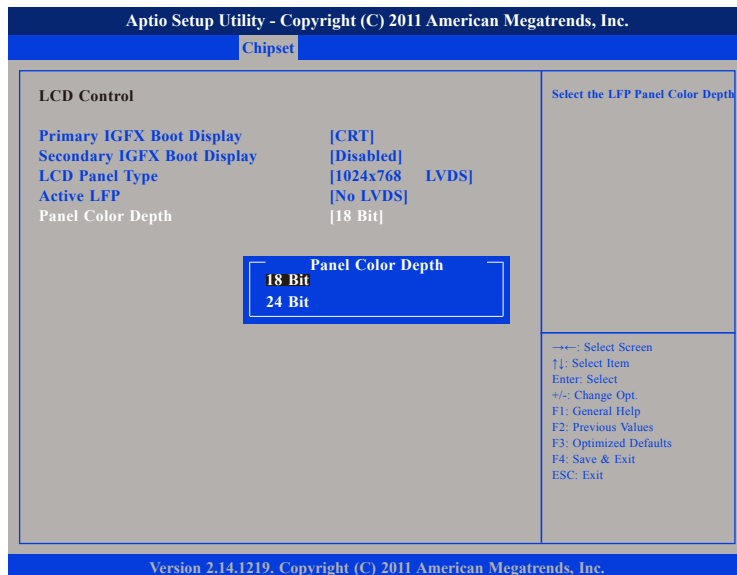 Aptio Setup Utility - Copyright (C) 2011 American Megatrends, Inc.
Chipset
LCD Control
Primary IGFX Boot Display [CRT]
Secondary IGFX Boot Display [Disabled]
LCD Panel Type [1024x768 LVDS]
Active LFP [No LVDS]
Panel Color Depth [18 Bit]
Panel Color Depth
18 Bit
24 Bit
Select the LFP Panel Color Depth
→←: Select Screen
↑↓: Select Item
Enter: Select
+/-: Change Opt.
F1: General Help
F2: Previous Values
F3: Optimized Defaults
F4: Save & Exit
ESC: Exit
Version 2.14.1219. Copyright (C) 2011 American Megatrends, Inc.